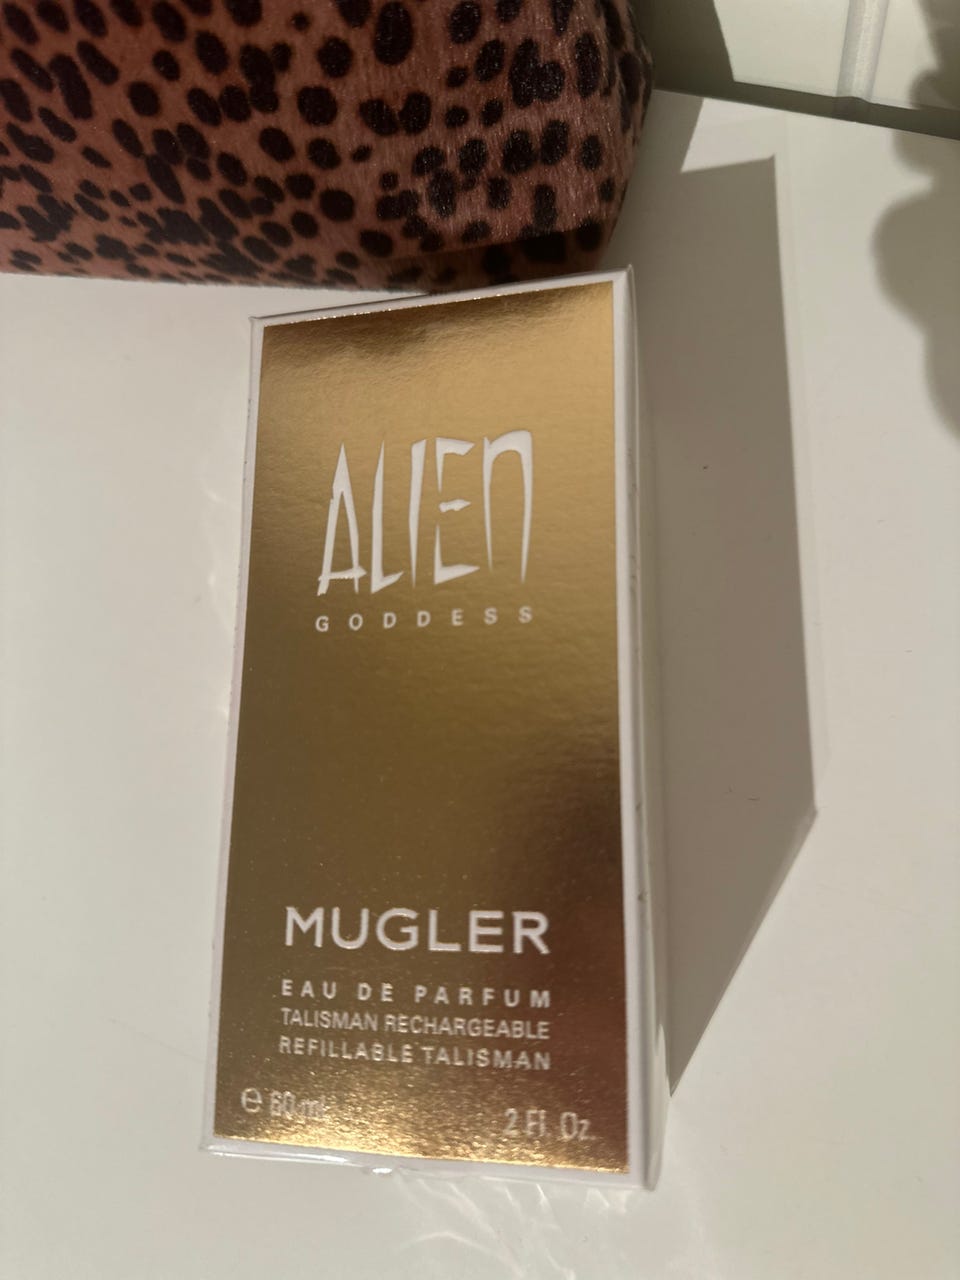 ALIEN
GODDESS
MUGLER
EAU DE PARFUM
TALISMAN RECHARGEABLE
REFILLABLE TALISMAN
℮ 60 mL 2 Fl. Oz.